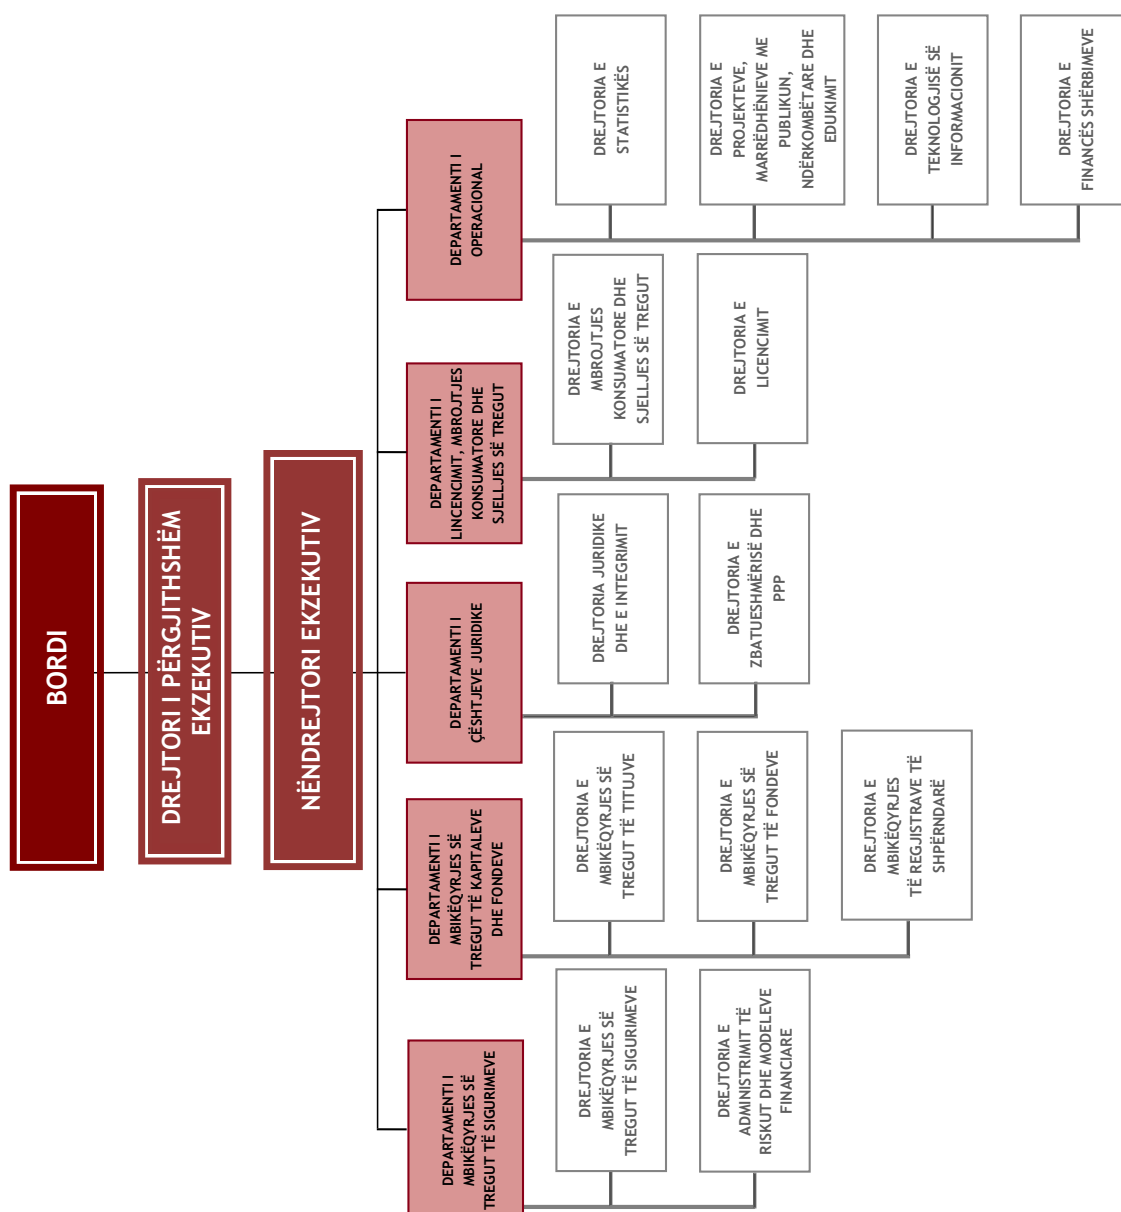 BORDI
DREJTORI I PËRGJITHSHËM
EKZEKUTIV
NËNDREJTORI EKZEKUTIV
DEPARTAMENTI I
MBIKËQYRJES SË
TREGUT TË SIGURIMEVE
DEPARTAMENTI I
MBIKËQYRJES SË
TREGUT TË KAPITALEVE
DHE FONDEVE
DEPARTAMENTI I
ÇËSHTJEVE JURIDIKE
DEPARTAMENTI I
LINCENCIMIT, MBROJTJES
KONSUMATORE DHE
SJELLJES SË TREGUT
DEPARTAMENTI I
OPERACIONAL
DREJTORIA E
MBIKËQYRJES SË
TREGUT TË SIGURIMEVE
DREJTORIA E
ADMINISTRIMIT TË
RISKUT DHE MODELEVE
FINANCIARE
DREJTORIA E
MBIKËQYRJES SË
TREGUT TË TITUJVE
DREJTORIA E
MBIKËQYRJES SË
TREGUT TË FONDEVE
DREJTORIA E
MBIKËQYRJES
TË REGJISTRAVE TË
SHPËRNDARË
DREJTORIA JURIDIKE
DHE E INTEGRIMIT
DREJTORIA E
ZBATUESHMËRISË DHE
PPP
DREJTORIA E
MBROJTJES
KONSUMATORE DHE
SJELLJES SË TREGUT
DREJTORIA E
LICENCIMIT
DREJTORIA E
STATISTIKËS
DREJTORIA E
PROJEKTEVE,
MARRËDHËNIEVE ME
PUBLIKUN,
NDËRKOMBËTARE DHE
EDUKIMIT
DREJTORIA E
TEKNOLOGJISË SË
INFORMACIONIT
DREJTORIA E
FINANCËS SHËRBIMEVE